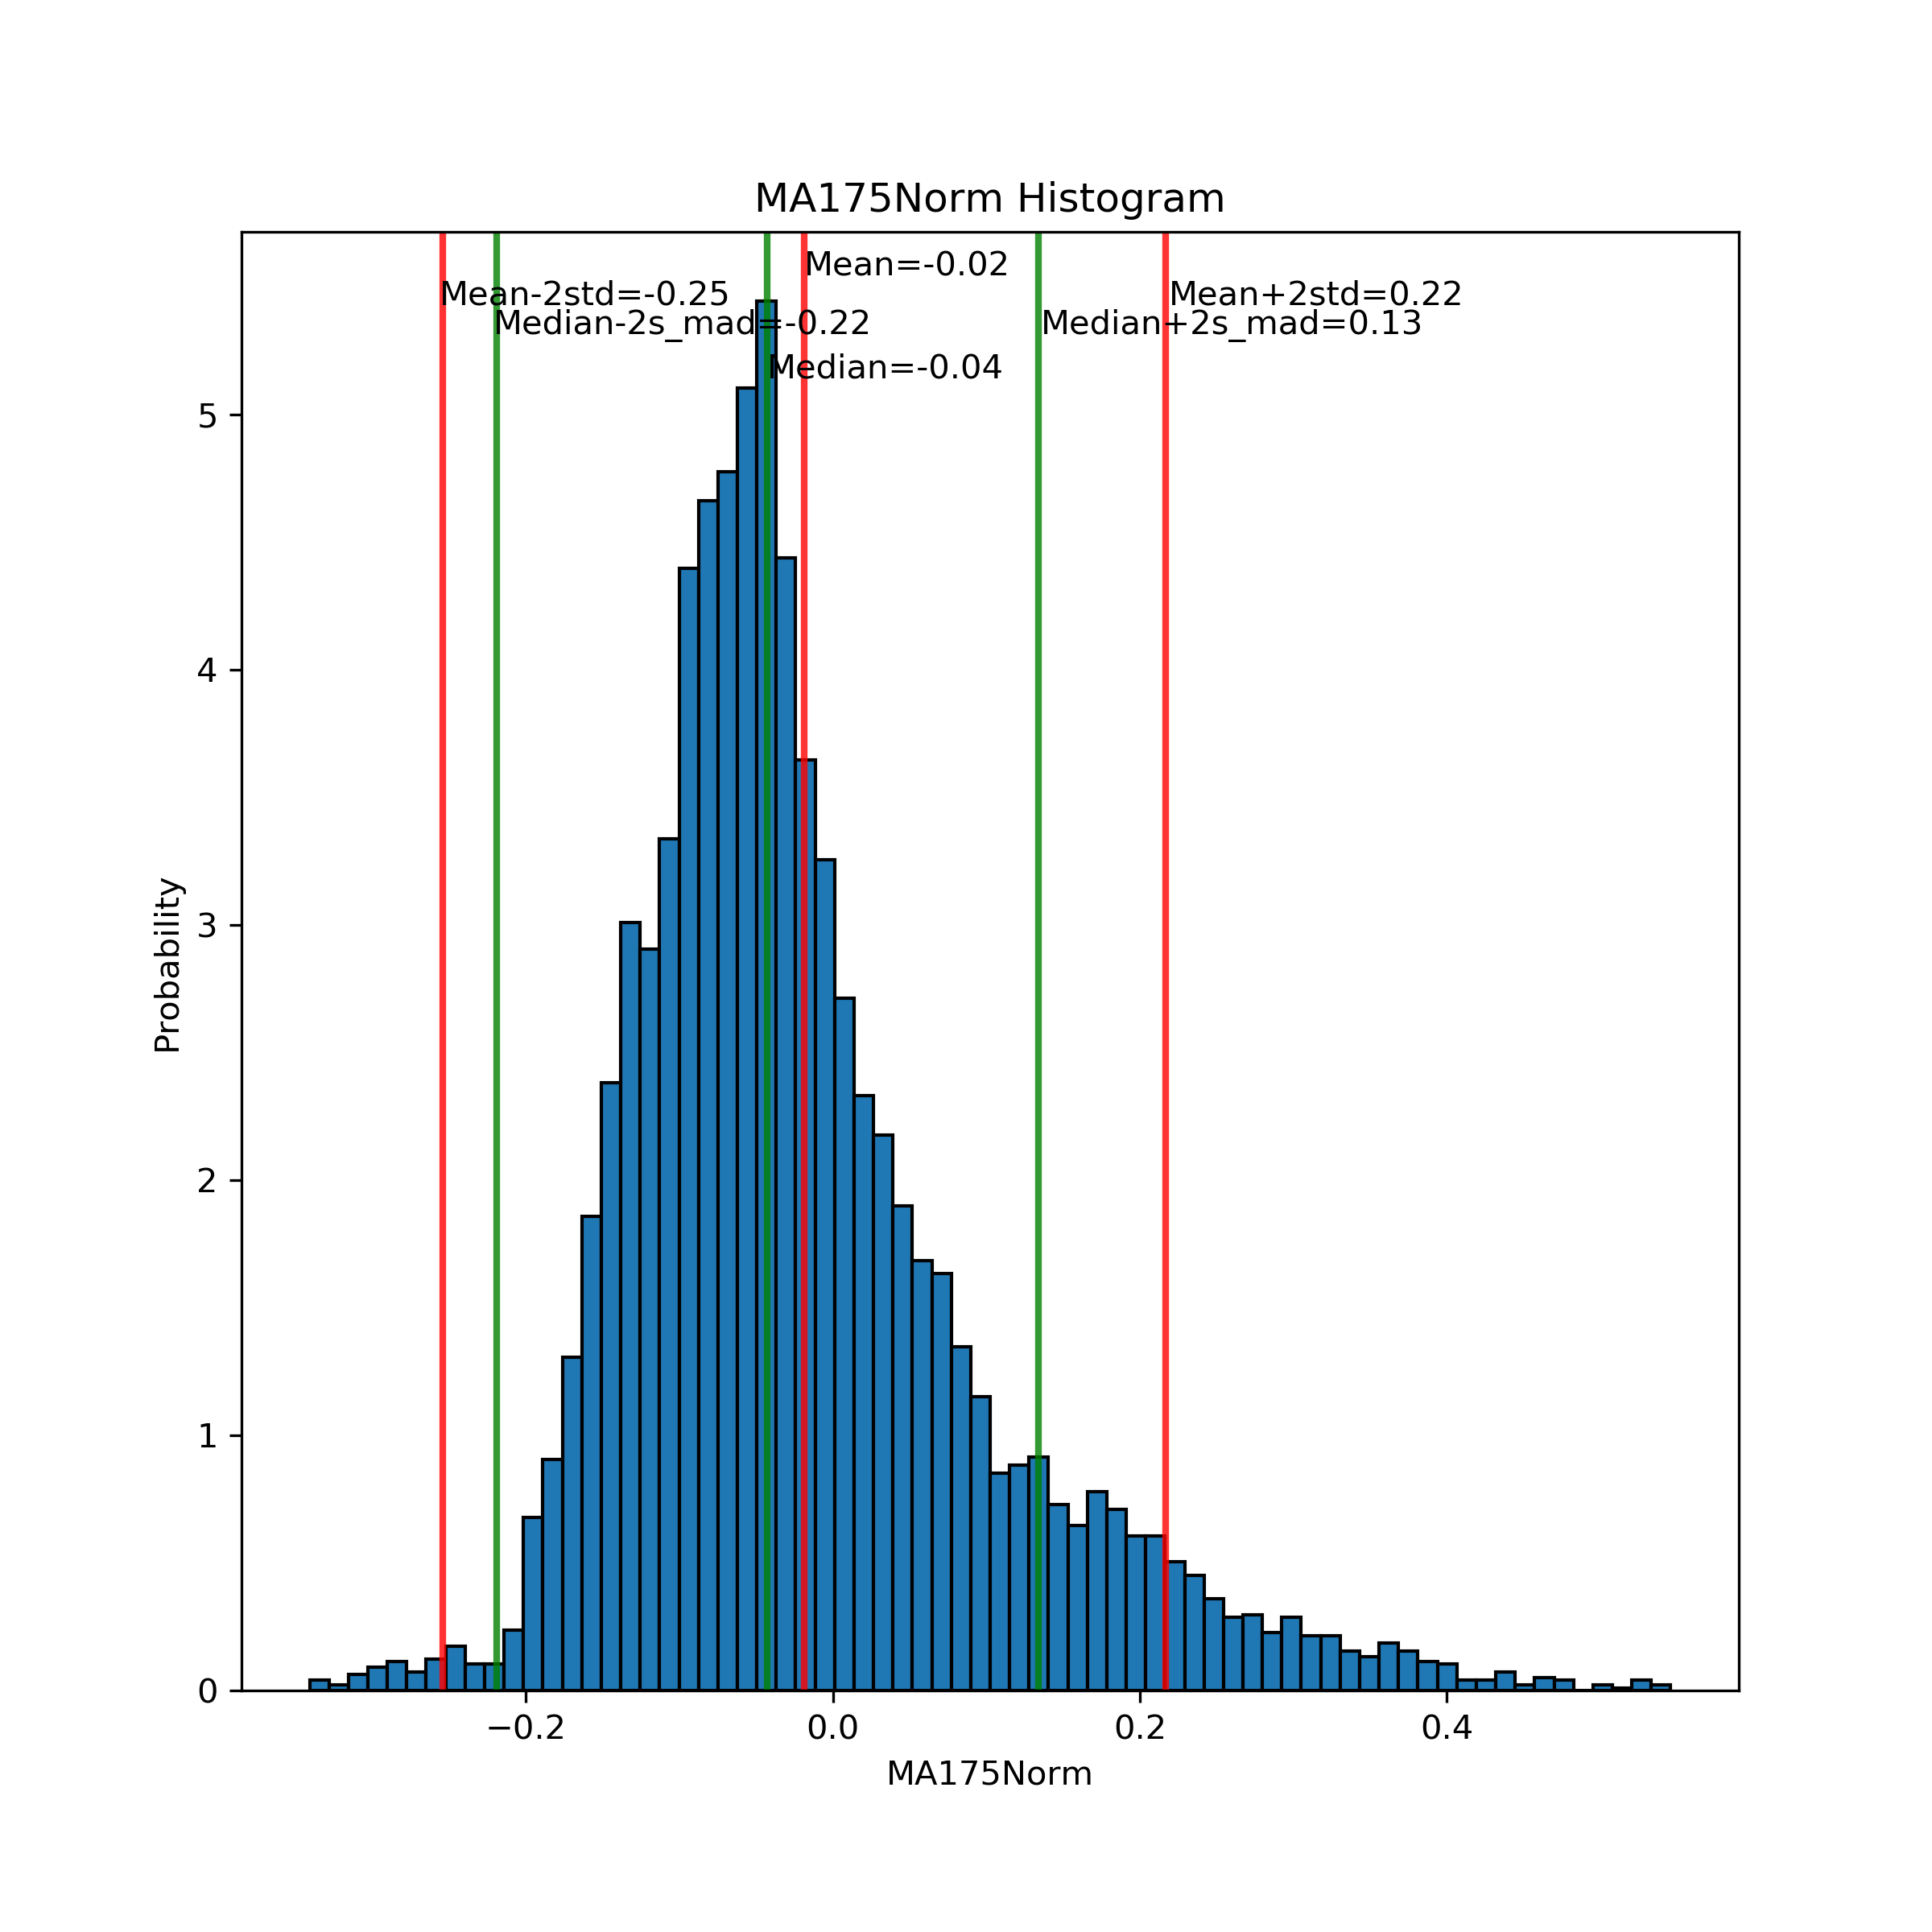 MA175Norm Histogram
Mean=-0.02
Mean-2std=-0.25
Mean+2std=0.22
Median-2s_mad=-0.22
Median+2s_mad=0.13
Median=-0.04
5
4
3
2
1
0
Probability
−0.2
0.0
0.2
0.4
MA175Norm